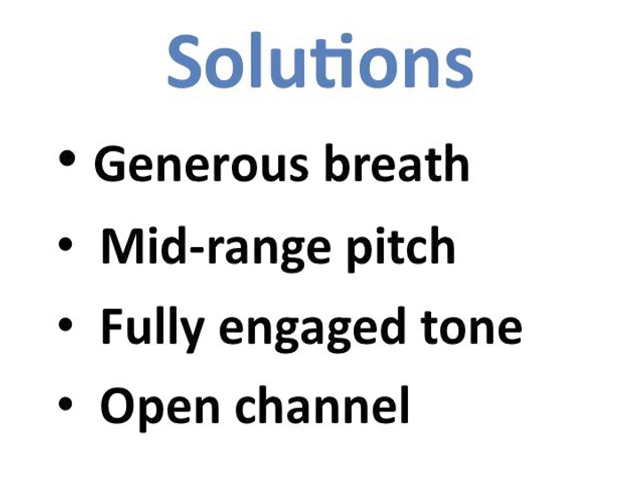 Solutions
• Generous breath
• Mid-range pitch
• Fully engaged tone
• Open channel